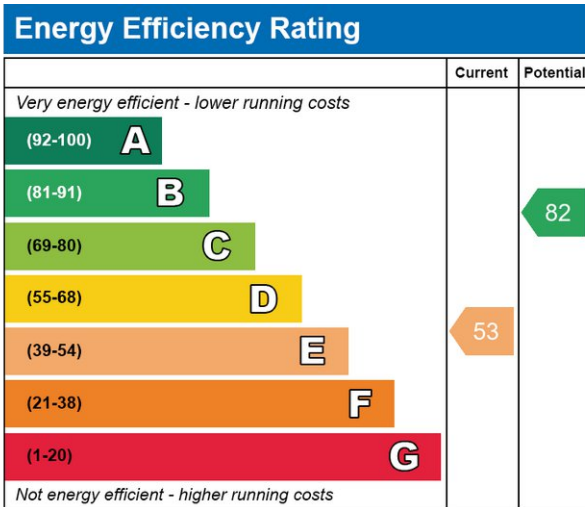 Energy Efficiency Rating
Current Potential
Very energy efficient - lower running costs
(92-100) A
(81-91) B
82
(69-80) C
(55-68) D
(39-54) E
53
(21-38) F
(1-20) G
Not energy efficient - higher running costs